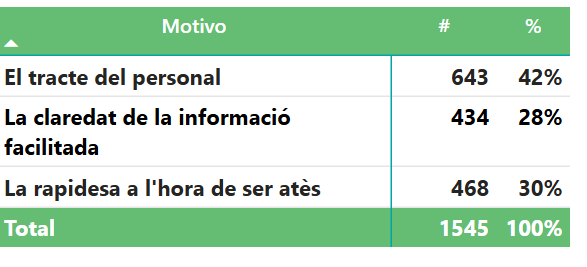 Motivo # %
El tracte del personal 643 42%
La claredat de la informació
facilitada 434 28%
La rapidesa a l'hora de ser atès 468 30%
Total 1545 100%